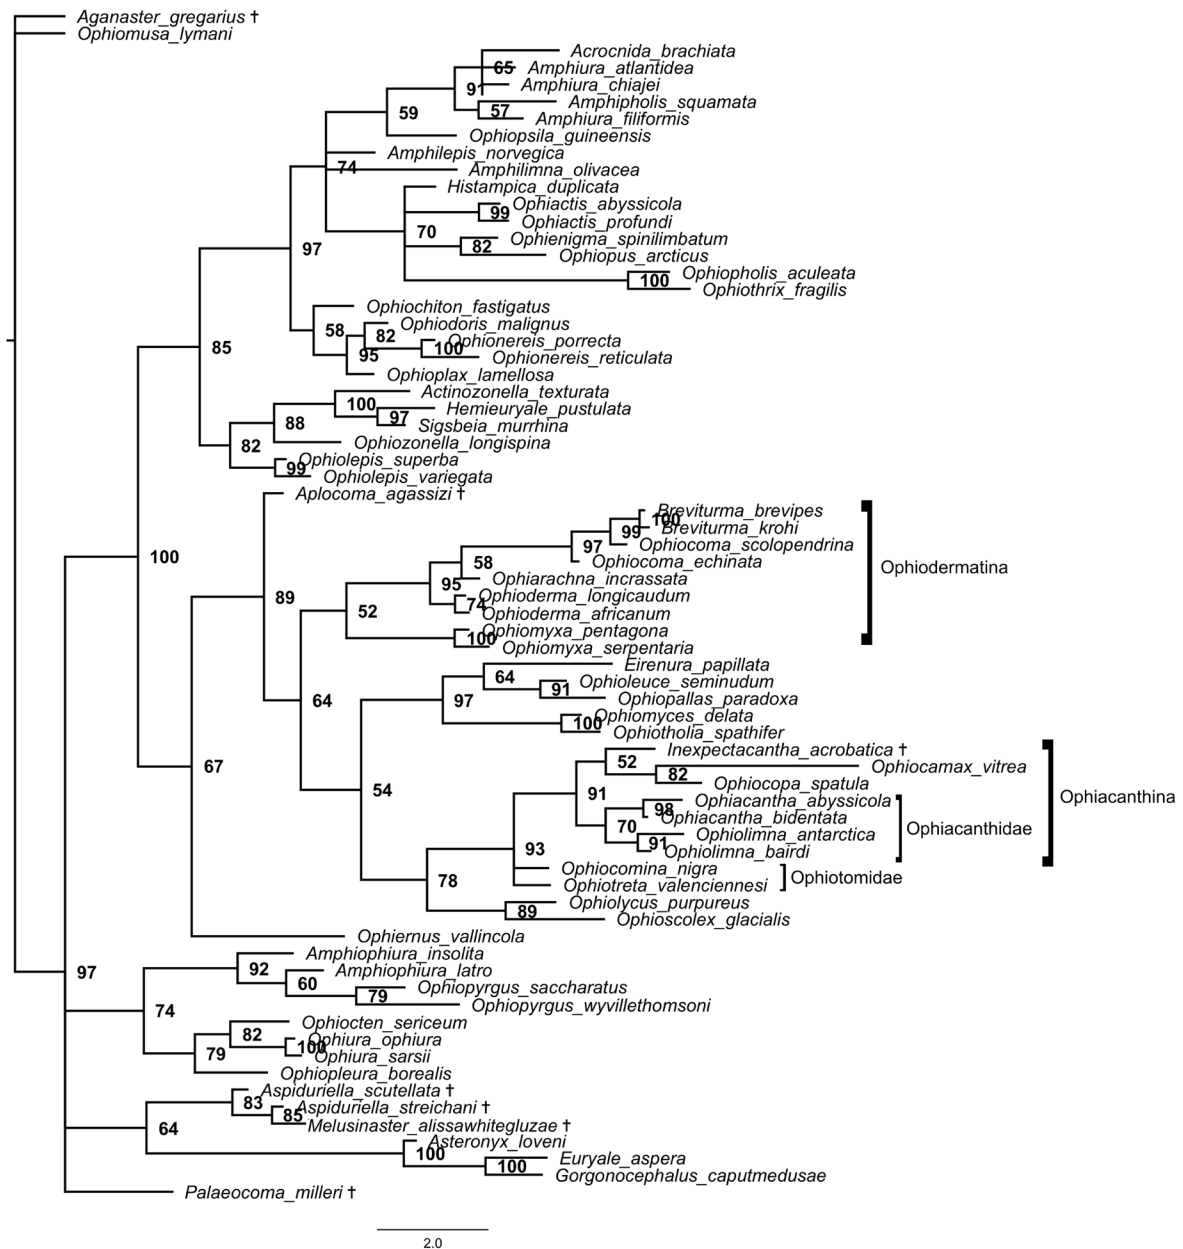 Aganaster_gregarius †
Ophiomusa_lymani
Acrocnida_brachiata
65
Amphiura_atlantidea
91
Amphiura_chiajei
Amphipholis_squamata
57
59
Amphiura_filiformis
Ophiopsila_guineensis
Amphilepis_norvegica
74
Amphilimna_olivacea
Histampica_duplicata
Ophiactis_abyssicola
99
Ophiactis_profundi
70
Ophienigma_spinilimbatum
82
97
Ophiopus_arcticus
Ophiopholis_aculeata
100
Ophiothrix_fragilis
Ophiochiton_fastigatus
Ophiodoris_malignus
58
82
Ophionereis_porrecta
100
85
95
Ophionereis_reticulata
Ophioplax_lamellosa
Actinozonella_texturata
100
Hemieuryale_pustulata
97
88
Sigsbeia_murrhina
82
Ophiozonella_longispina
Ophiolepis_superba
99
Ophiolepis_variegata
Aplocoma_agassizi †
Breviturma_brevipes
100
Breviturma_krohi
99
97
Ophiocoma_scolopendrina
100
58
Ophiocoma_echinata
Ophiodermatina
95
Ophiarachna_incrassata
89
Ophioderma_longicaudum
74
52
Ophioderma_africanum
Ophiomyxa_pentagona
100
Ophiomyxa_serpentaria
Eirenura_papillata
64
Ophioleuce_seminudum
91
64
97
Ophiopallas_paradoxa
Ophiomyces_delata
100
Ophiotholia_spathifer
Inexpectacantha_acrobatica †
52
67
Ophiocamax_vitrea
82
Ophiocopa_spatula
54
91
Ophiacantha_abyssicola
Ophiacanthina
98
Ophiacantha_bidentata
70
Ophiolimna_antarctica
Ophiacanthidae
91
93
Ophiolimna_bairdi
Ophiocomina_nigra
78
Ophiotreta_valenciennesi
Ophiotomidae
Ophiolycus_purpureus
89
Ophioscolex_glacialis
Ophiernus_vallincola
Amphiophiura_insolita
97
92
Amphiophiura_latro
60
Ophiopyrgus_saccharatus
79
74
Ophiopyrgus_wyvillethomsoni
Ophiocten_sericeum
82
Ophiura_ophiura
100
79
Ophiura_sarsii
Ophiopleura_borealis
Aspiduriella_scutellata †
83
Aspiduriella_streichani †
85
64
Melusinaster_alissawhitegluzae †
Asteronyx_loveni
100
Euryale_aspera
100
Gorgonocephalus_caputmedusae
Palaeocoma_milleri †
2.0